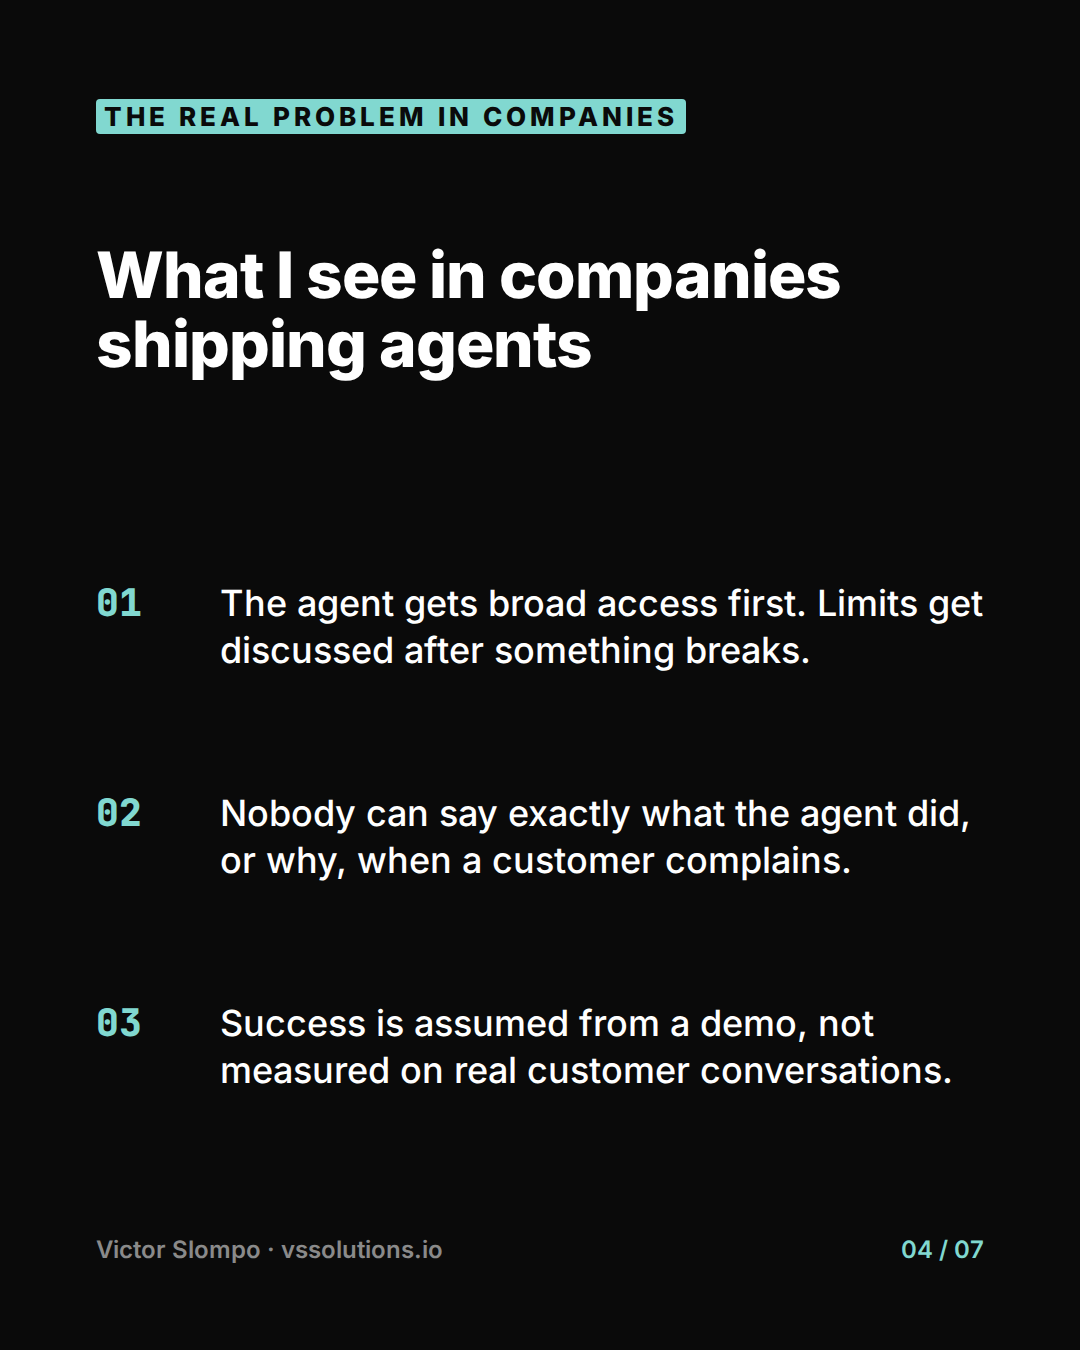 THE REAL PROBLEM IN COMPANIES
What I see in companies
shipping agents
01 The agent gets broad access first. Limits get
discussed after something breaks.
02 Nobody can say exactly what the agent did,
or why, when a customer complains.
03 Success is assumed from a demo, not
measured on real customer conversations.
Victor Slompo · vssolutions.io 04 / 07